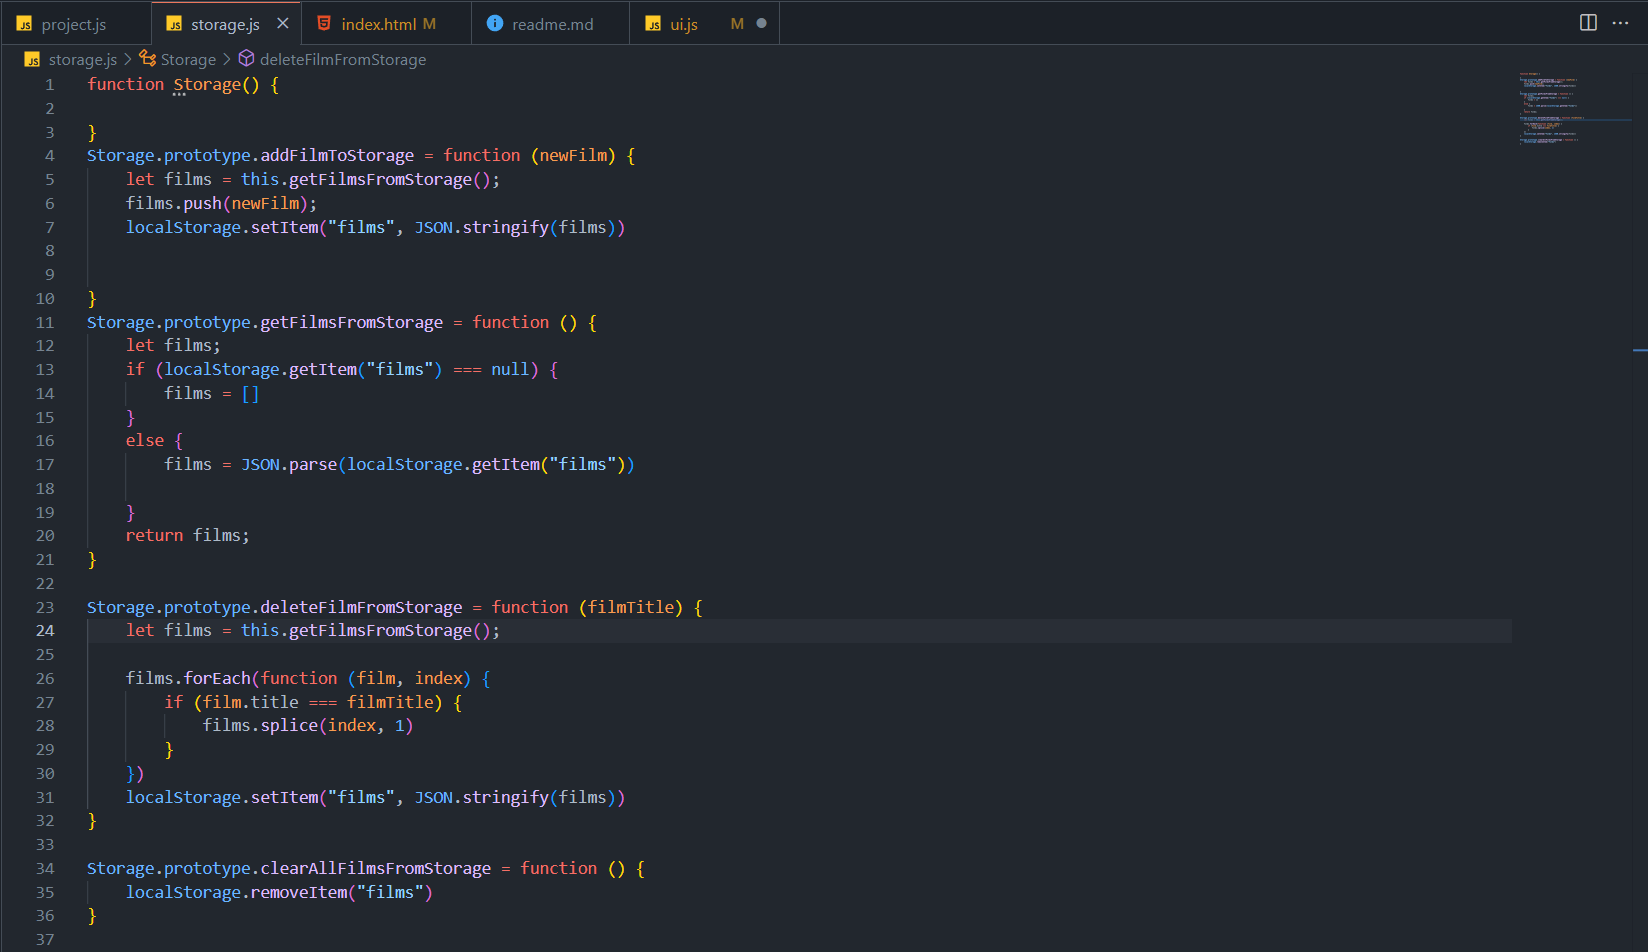 JS project.js JS storage.js index.html M readme.md JS ui.js M
JS storage.js Storage deleteFilmFromStorage
1 function Storage() {
2
3 }
4 Storage.prototype.addFilmToStorage = function (newFilm) {
5     let films = this.getFilmsFromStorage();
6     films.push(newFilm);
7     localStorage.setItem("films", JSON.stringify(films))
8
9
10 }
11 Storage.prototype.getFilmsFromStorage = function () {
12     let films;
13     if (localStorage.getItem("films") === null) {
14         films = []
15     }
16     else {
17         films = JSON.parse(localStorage.getItem("films"))
18
19     }
20     return films;
21 }
22
23 Storage.prototype.deleteFilmFromStorage = function (filmTitle) {
24     let films = this.getFilmsFromStorage();
25
26     films.forEach(function (film, index) {
27         if (film.title === filmTitle) {
28             films.splice(index, 1)
29         }
30     })
31     localStorage.setItem("films", JSON.stringify(films))
32 }
33
34 Storage.prototype.clearAllFilmsFromStorage = function () {
35     localStorage.removeItem("films")
36 }
37